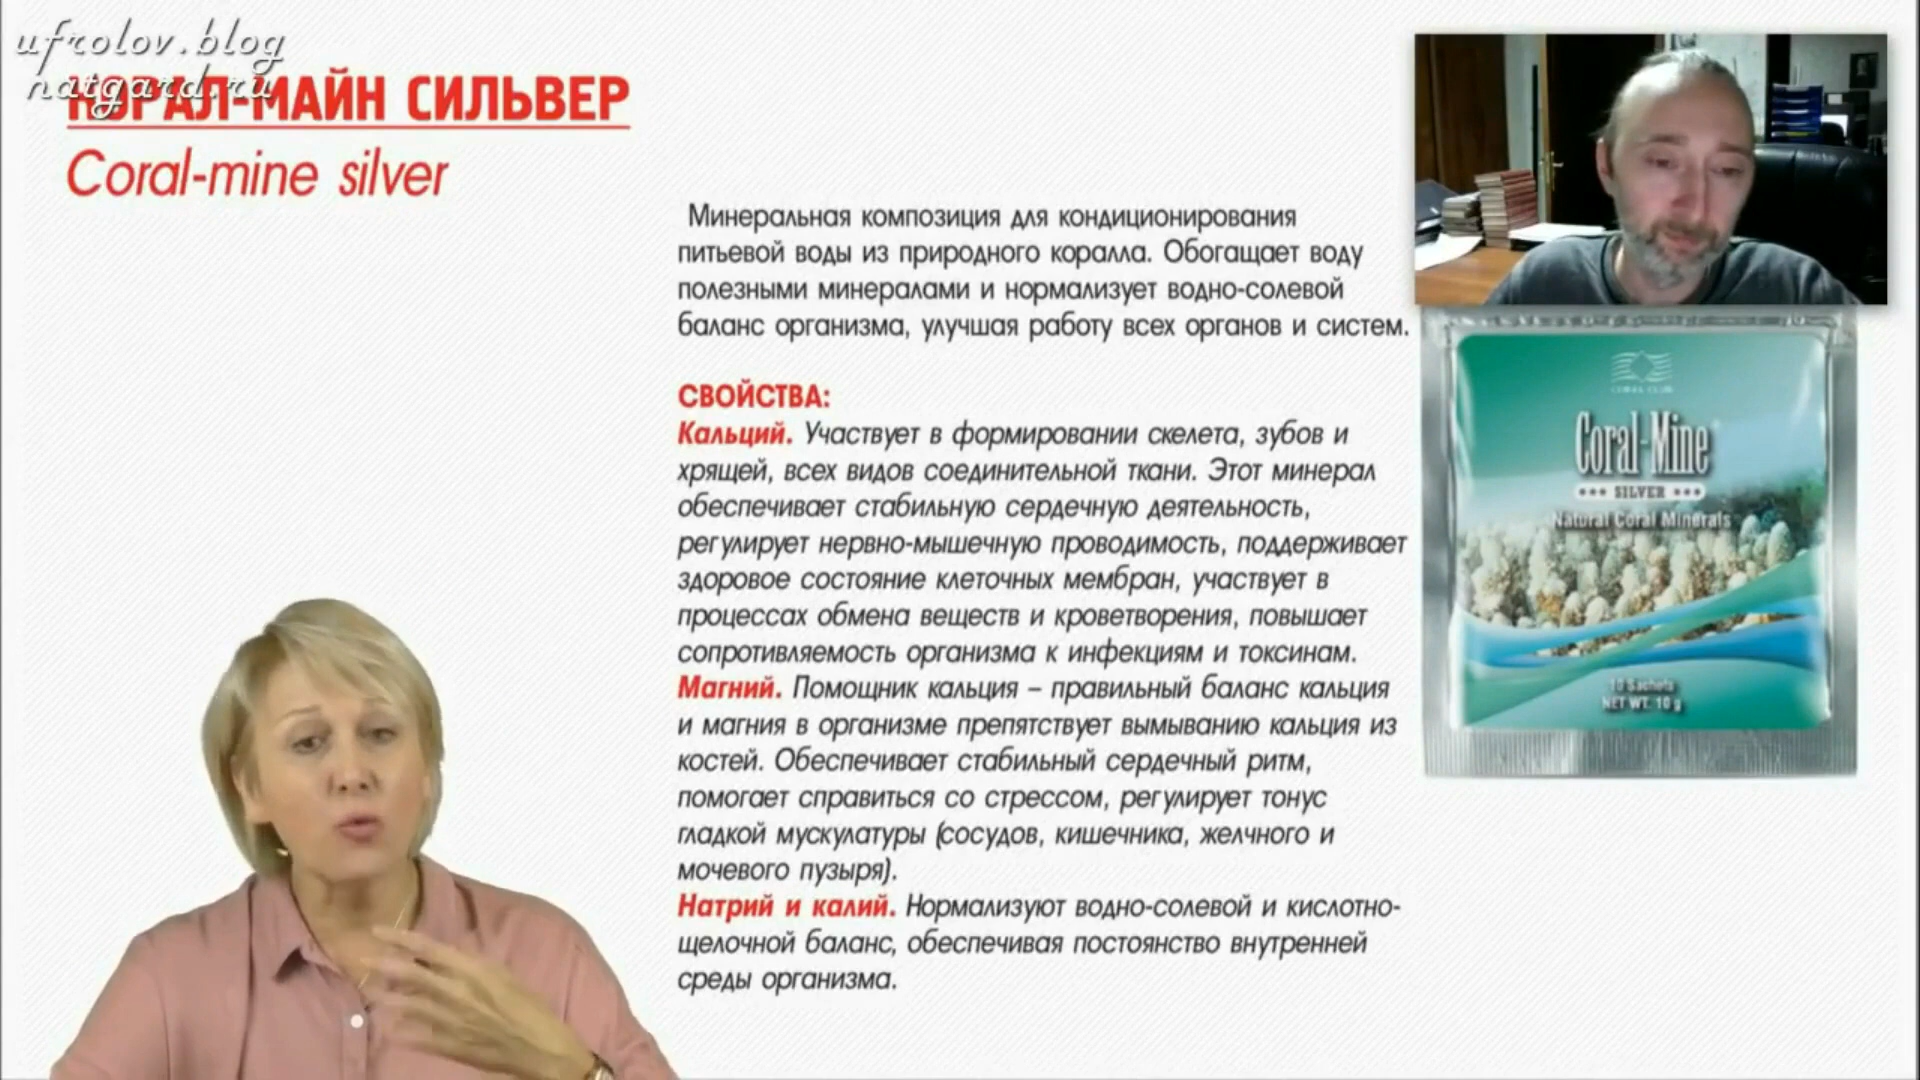 ufrolov.blog
natgard.ru
КОРАЛ-МАЙН СИЛЬВЕР
Coral-mine silver
Минеральная композиция для кондиционирования
питьевой воды из природного коралла. Обогащает воду
полезными минералами и нормализует водно-солевой
баланс организма, улучшая работу всех органов и систем.
СВОЙСТВА:
Кальций. Участвует в формировании скелета, зубов и
хрящей, всех видов соединительной ткани. Этот минерал
обеспечивает стабильную сердечную деятельность,
регулирует нервно-мышечную проводимость, поддерживает
здоровое состояние клеточных мембран, участвует в
процессах обмена веществ и кроветворения, повышает
сопротивляемость организма к инфекциям и токсинам.
Магний. Помощник кальция – правильный баланс кальция
и магния в организме препятствует вымыванию кальция из
костей. Обеспечивает стабильный сердечный ритм,
помогает справиться со стрессом, регулирует тонус
гладкой мускулатуры (сосудов, кишечника, желчного и
мочевого пузыря).
Натрий и калий. Нормализуют водно-солевой и кислотно-
щелочной баланс, обеспечивая постоянство внутренней
среды организма.
CORAL CLUB
Coral-Mine
SILVER
Natural Coral Minerals
10 Sachets
NET WT. 10 g